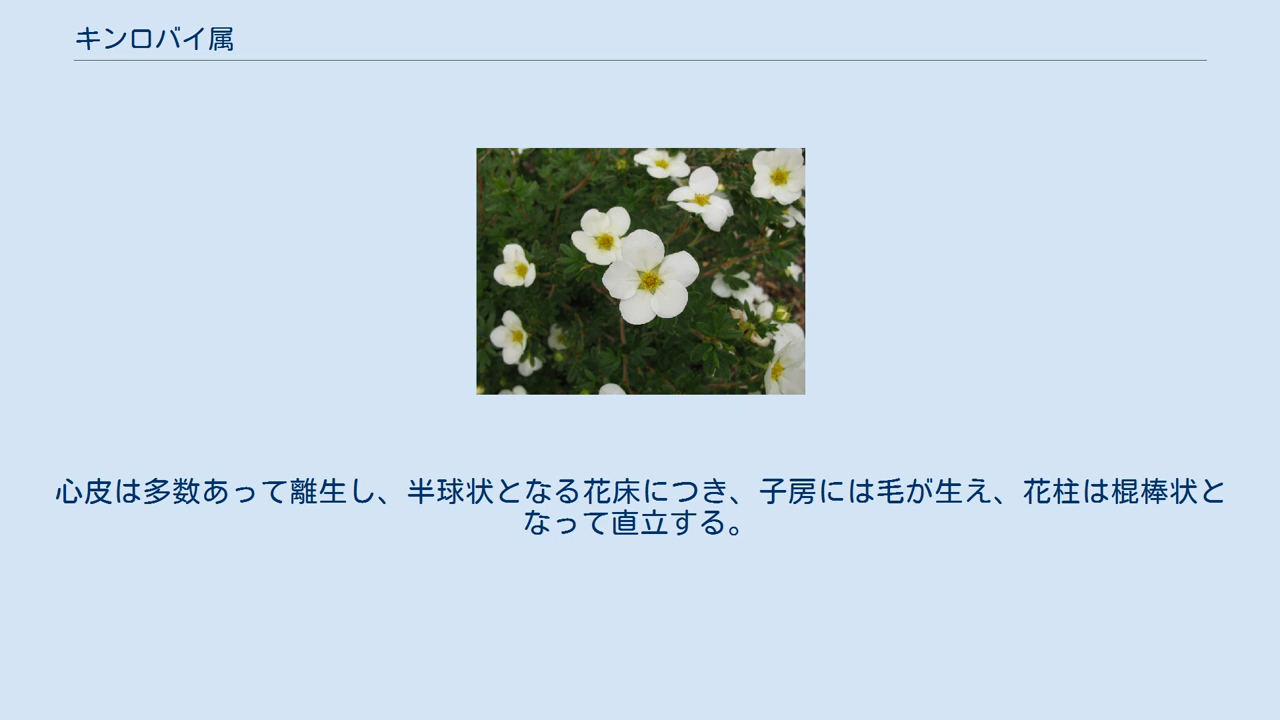 キンロバイ属
心皮は多数あって離生し、半球状となる花床につき、子房には毛が生え、花柱は棍棒状と
なって直立する。